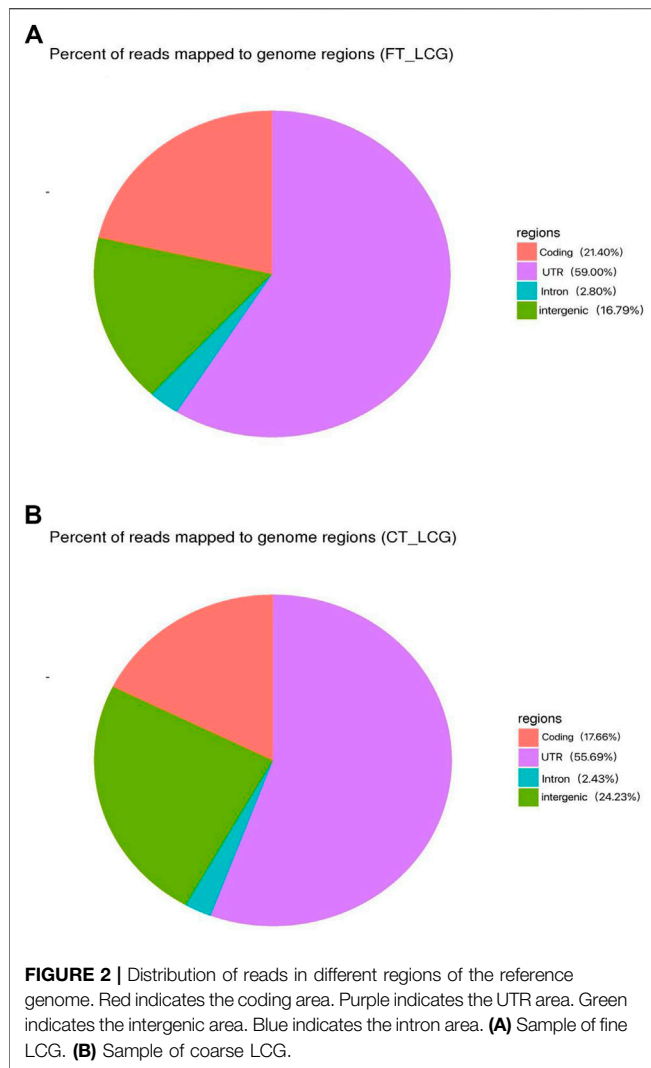 A
Percent of reads mapped to genome regions (FT_LCG)
regions
Coding (21.40%)
UTR (59.00%)
Intron (2.80%)
intergenic (16.79%)
B
Percent of reads mapped to genome regions (CT_LCG)
regions
Coding (17.66%)
UTR (55.69%)
Intron (2.43%)
intergenic (24.23%)
FIGURE 2 | Distribution of reads in different regions of the reference
genome. Red indicates the coding area. Purple indicates the UTR area. Green
indicates the intergenic area. Blue indicates the intron area. (A) Sample of fine
LCG. (B) Sample of coarse LCG.